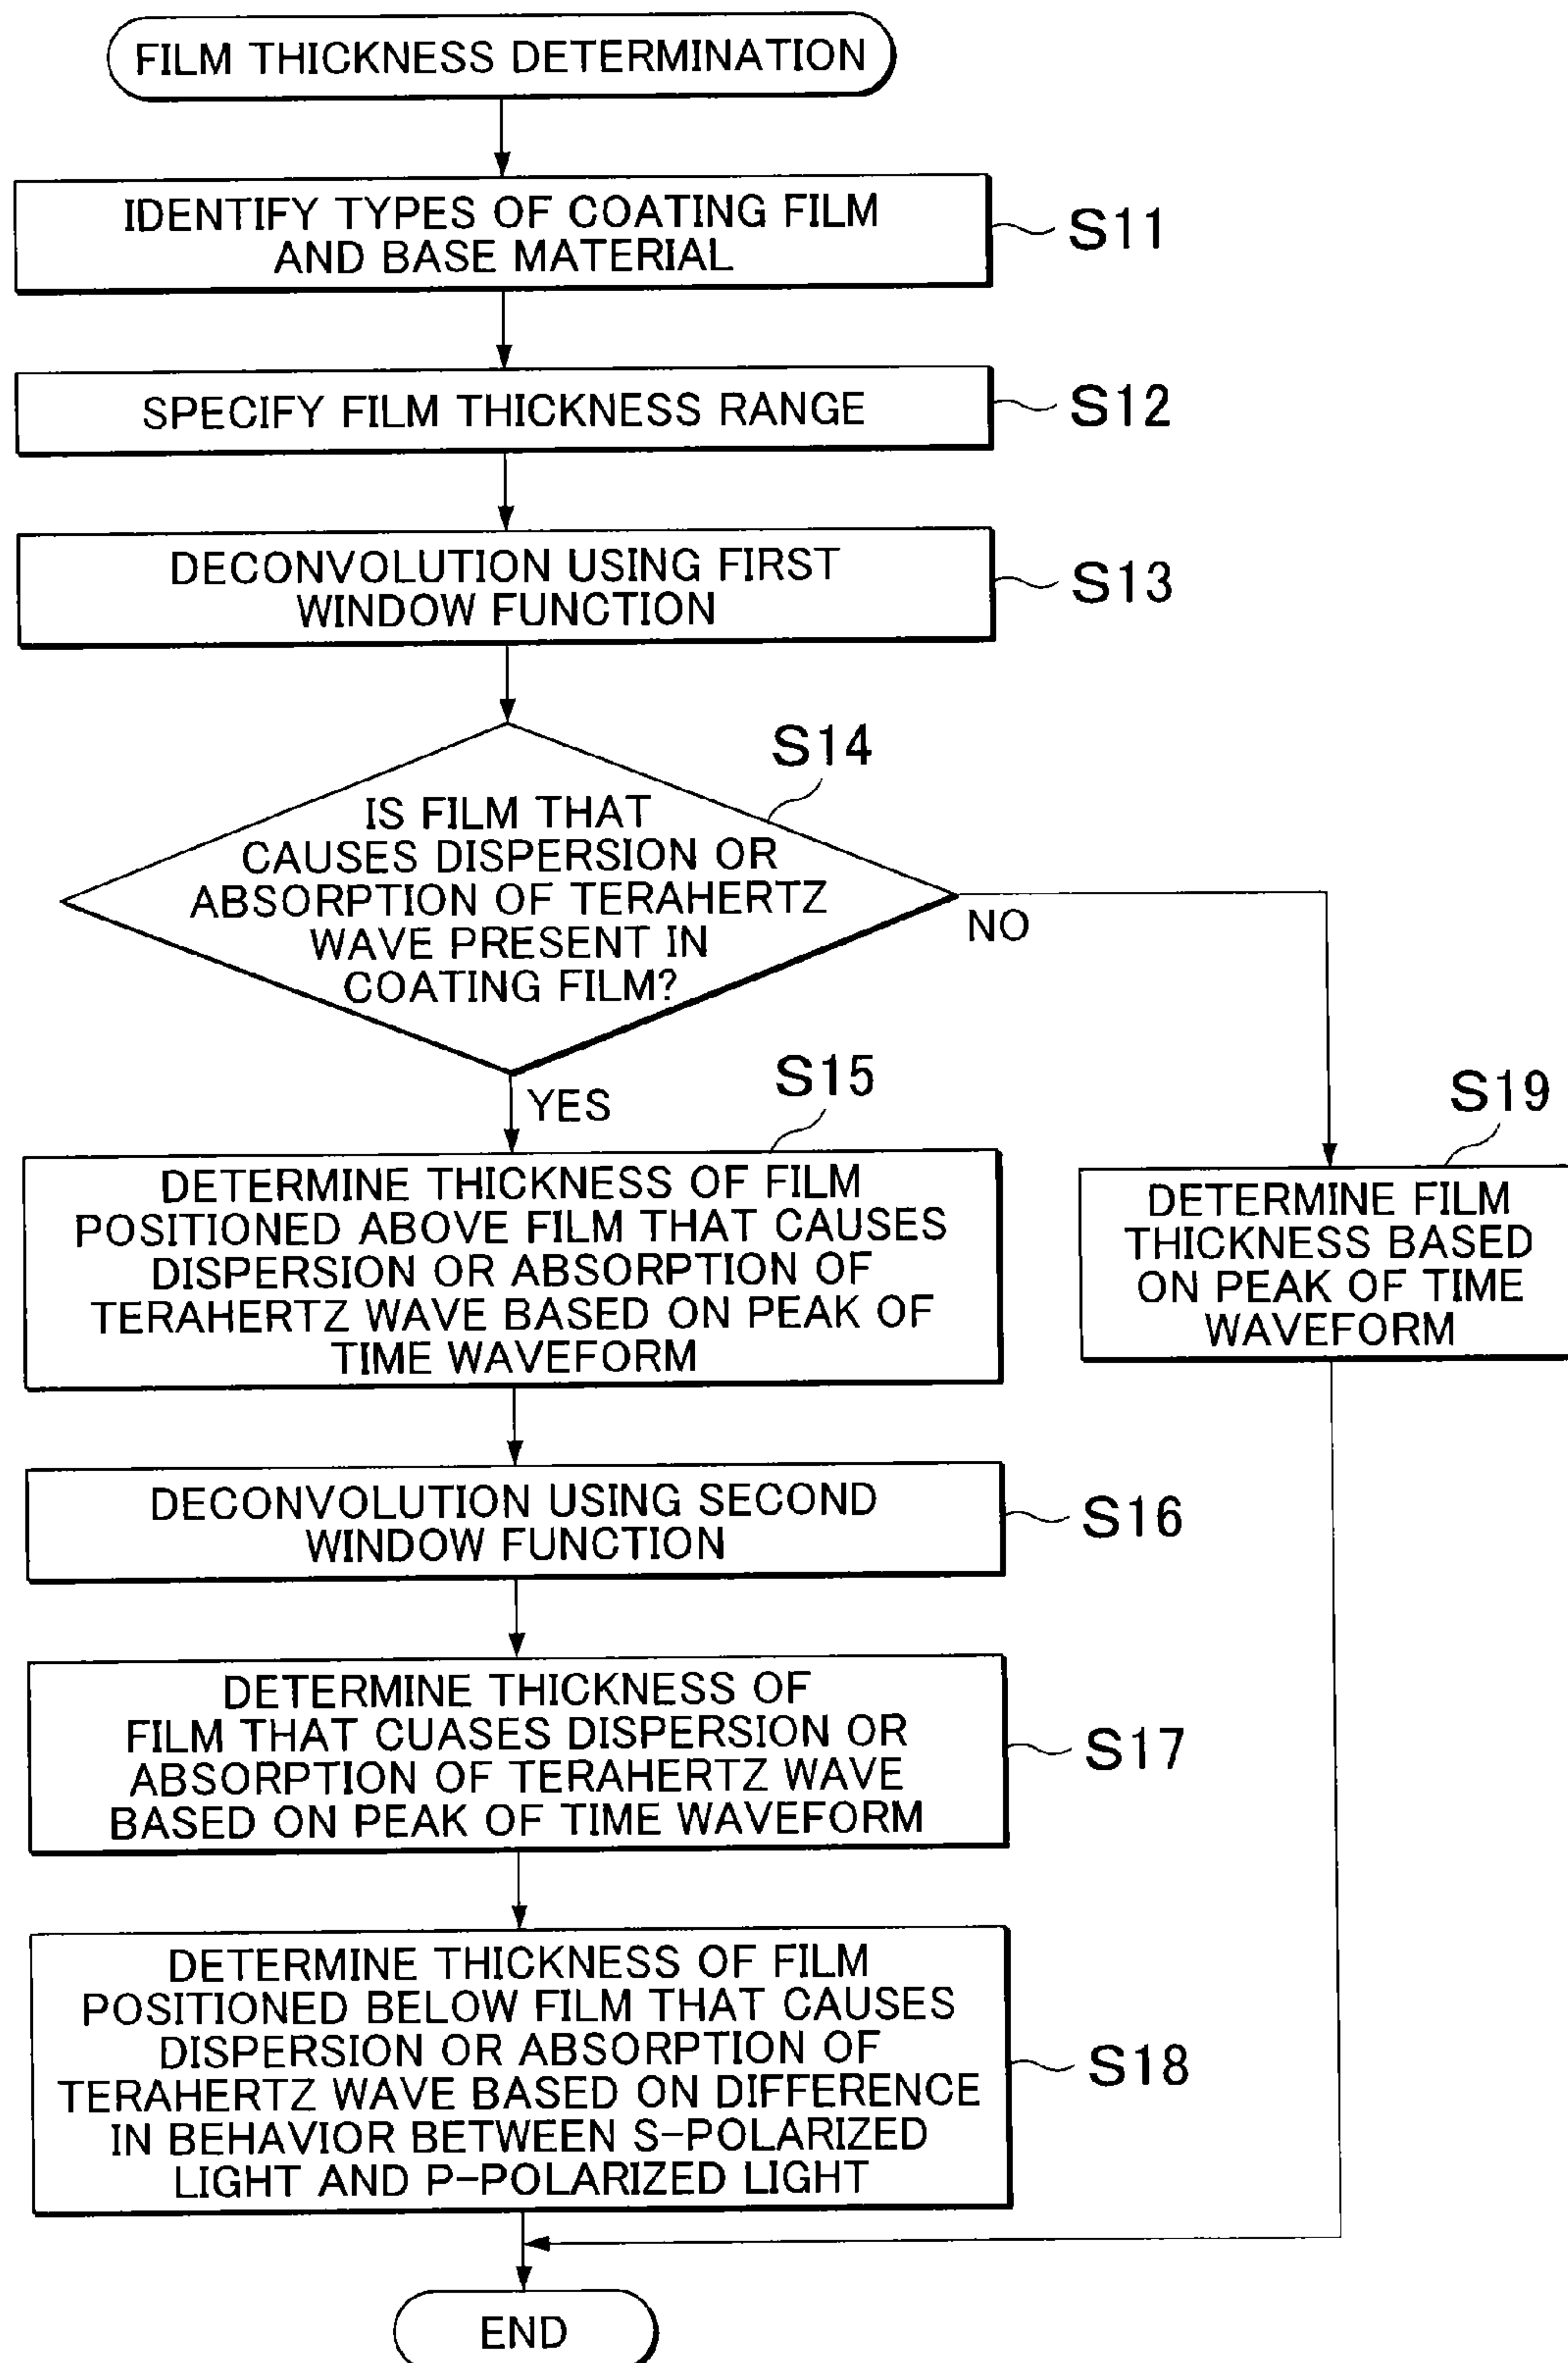 FILM THICKNESS DETERMINATION
IDENTIFY TYPES OF COATING FILM
AND BASE MATERIAL
S11
SPECIFY FILM THICKNESS RANGE
S12
DECONVOLUTION USING FIRST
WINDOW FUNCTION
S13
S14
IS FILM THAT
CAUSES DISPERSION OR
ABSORPTION OF TERAHERTZ
WAVE PRESENT IN
COATING FILM?
NO
YES
S15
DETERMINE THICKNESS OF FILM
POSITIONED ABOVE FILM THAT CAUSES
DISPERSION OR ABSORPTION OF
TERAHERTZ WAVE BASED ON PEAK OF
TIME WAVEFORM
S19
DETERMINE FILM
THICKNESS BASED
ON PEAK OF TIME
WAVEFORM
DECONVOLUTION USING SECOND
WINDOW FUNCTION
S16
DETERMINE THICKNESS OF
FILM THAT CUASES DISPERSION OR
ABSORPTION OF TERAHERTZ WAVE
BASED ON PEAK OF TIME WAVEFORM
S17
DETERMINE THICKNESS OF FILM
POSITIONED BELOW FILM THAT CAUSES
DISPERSION OR ABSORPTION OF
TERAHERTZ WAVE BASED ON DIFFERENCE
IN BEHAVIOR BETWEEN S-POLARIZED
LIGHT AND P-POLARIZED LIGHT
S18
END